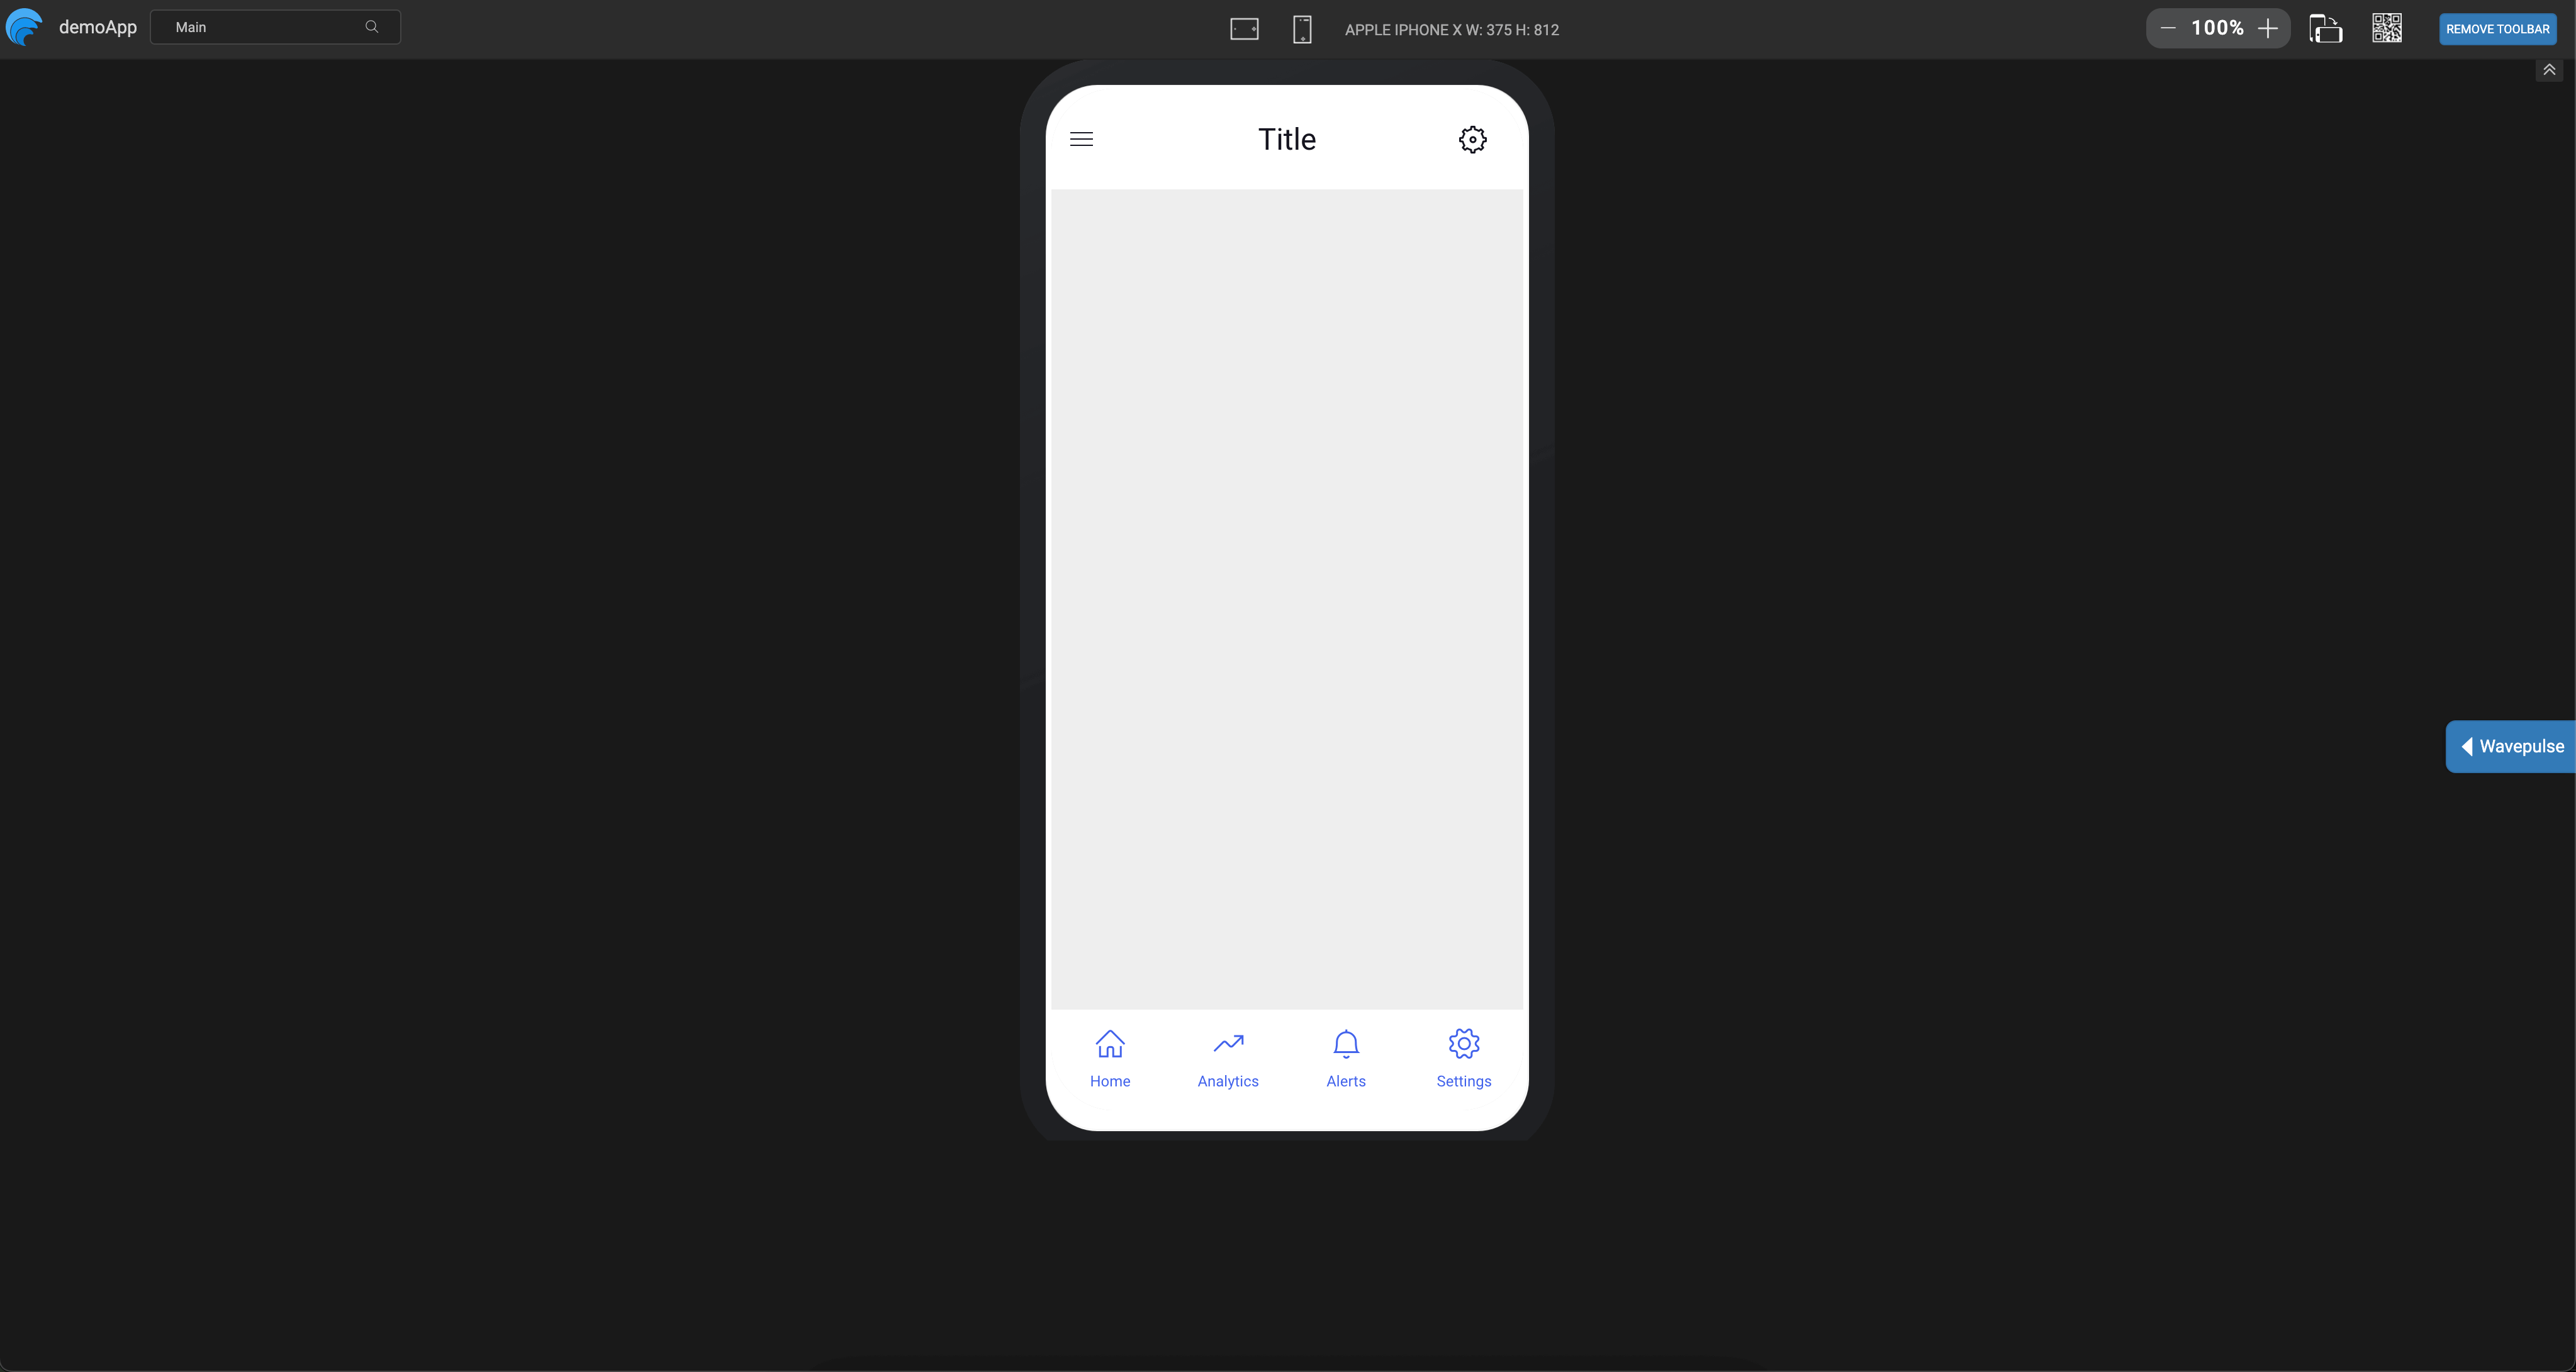 demoApp
Main
APPLE IPHONE X W: 375 H: 812
100%
REMOVE TOOLBAR
Title
Wavepulse
Home
Analytics
Alerts
Settings